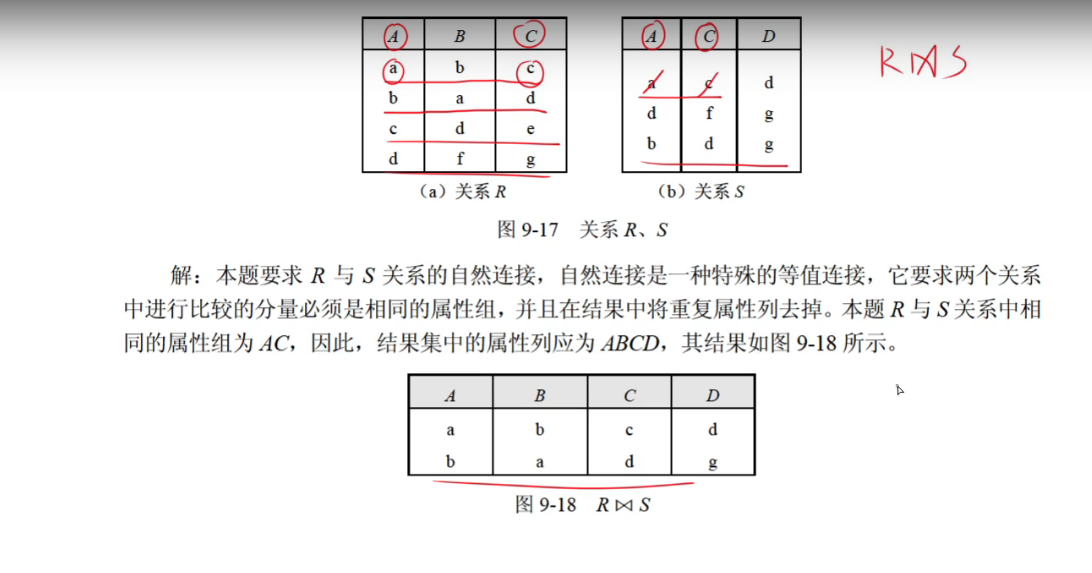 A B C A C D
R⋈S
a b c a c d
b a d d f g
c d e b d g
d f g
（a）关系 R （b）关系 S
图 9-17 关系 R、S
解：本题要求 R 与 S 关系的自然连接，自然连接是一种特殊的等值连接，它要求两个关系
中进行比较的分量必须是相同的属性组，并且在结果中将重复属性列去掉。本题 R 与 S 关系中相
同的属性组为 AC，因此，结果集中的属性列应为 ABCD，其结果如图 9-18 所示。
A B C D
a b c d
b a d g
图 9-18 R⋈S